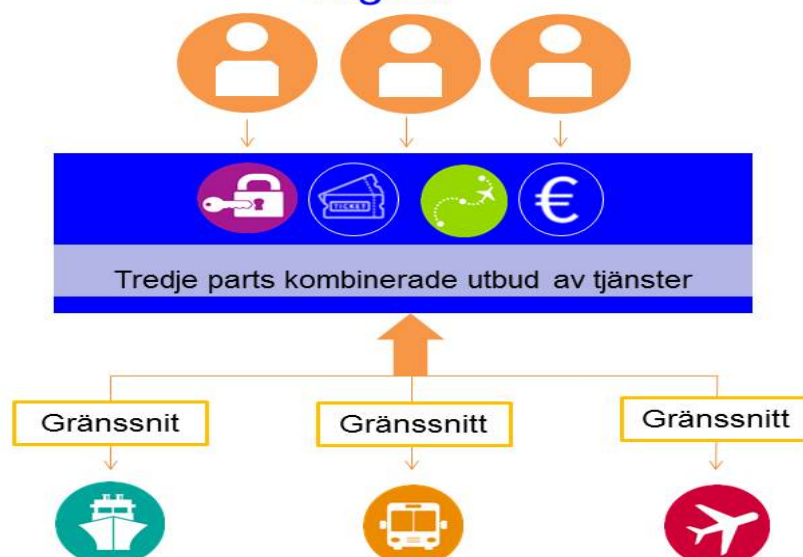 TICKET
€
Tredje parts kombinerade utbud av tjänster
Gränssnit
Gränssnitt
Gränssnitt